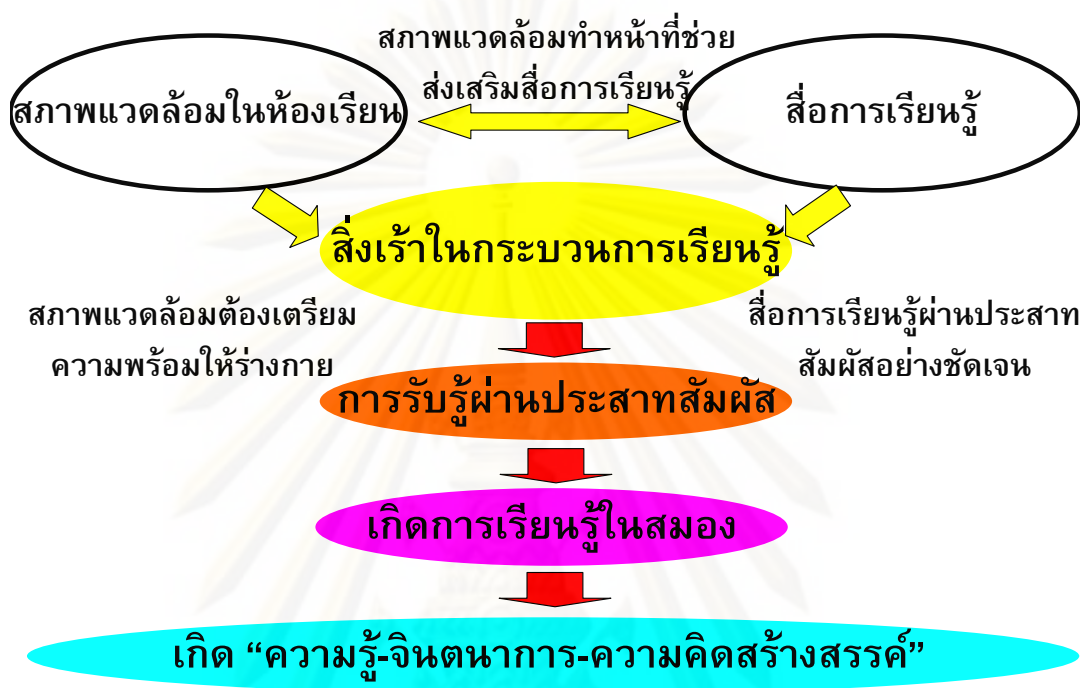 สภาพแวดล้อมทำหน้าที่ช่วย
ส่งเสริมสื่อการเรียนรู้
สภาพแวดล้อมในห้องเรียน
สื่อการเรียนรู้
สิ่งเร้าในกระบวนการเรียนรู้
สภาพแวดล้อมต้องเตรียม
ความพร้อมให้ร่างกาย
สื่อการเรียนรู้ผ่านประสาท
สัมผัสอย่างชัดเจน
การรับรู้ผ่านประสาทสัมผัส
เกิดการเรียนรู้ในสมอง
เกิด “ความรู้-จินตนาการ-ความคิดสร้างสรรค์”